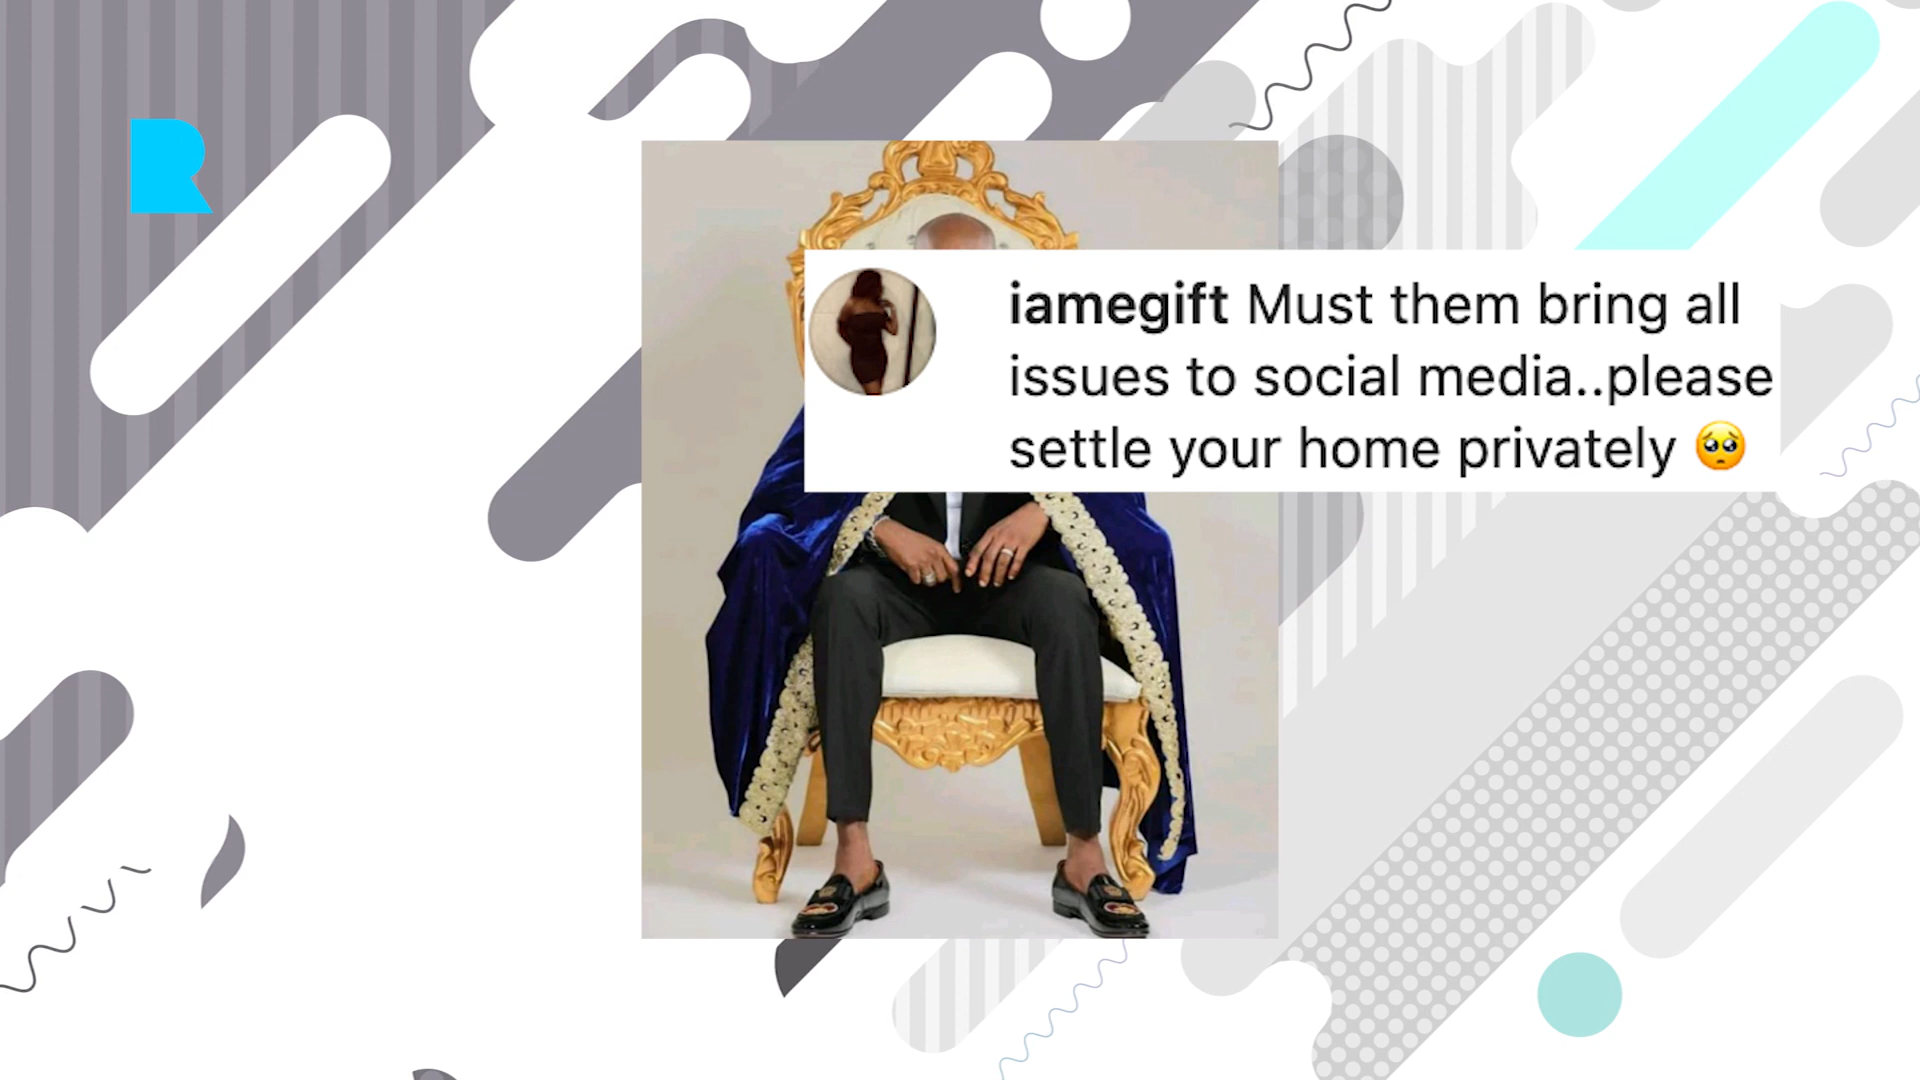 R
iamegift Must them bring all
issues to social media..please
settle your home privately 🥺